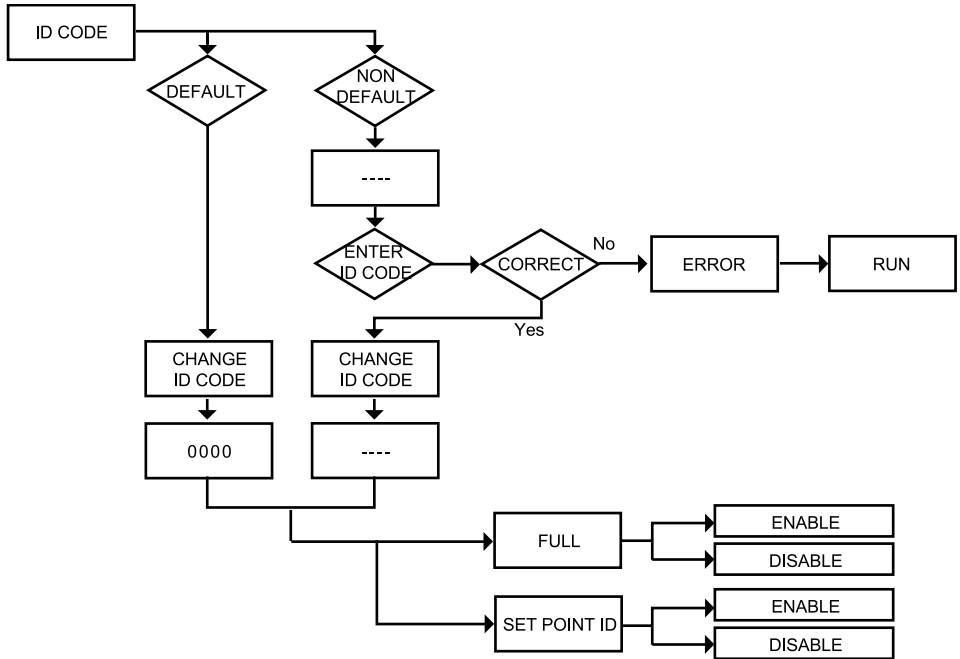 ID CODE
DEFAULT
NON
DEFAULT
----
ENTER
ID CODE
CORRECT
No
ERROR
RUN
Yes
CHANGE
ID CODE
CHANGE
ID CODE
0000
----
FULL
ENABLE
DISABLE
SET POINT ID
ENABLE
DISABLE